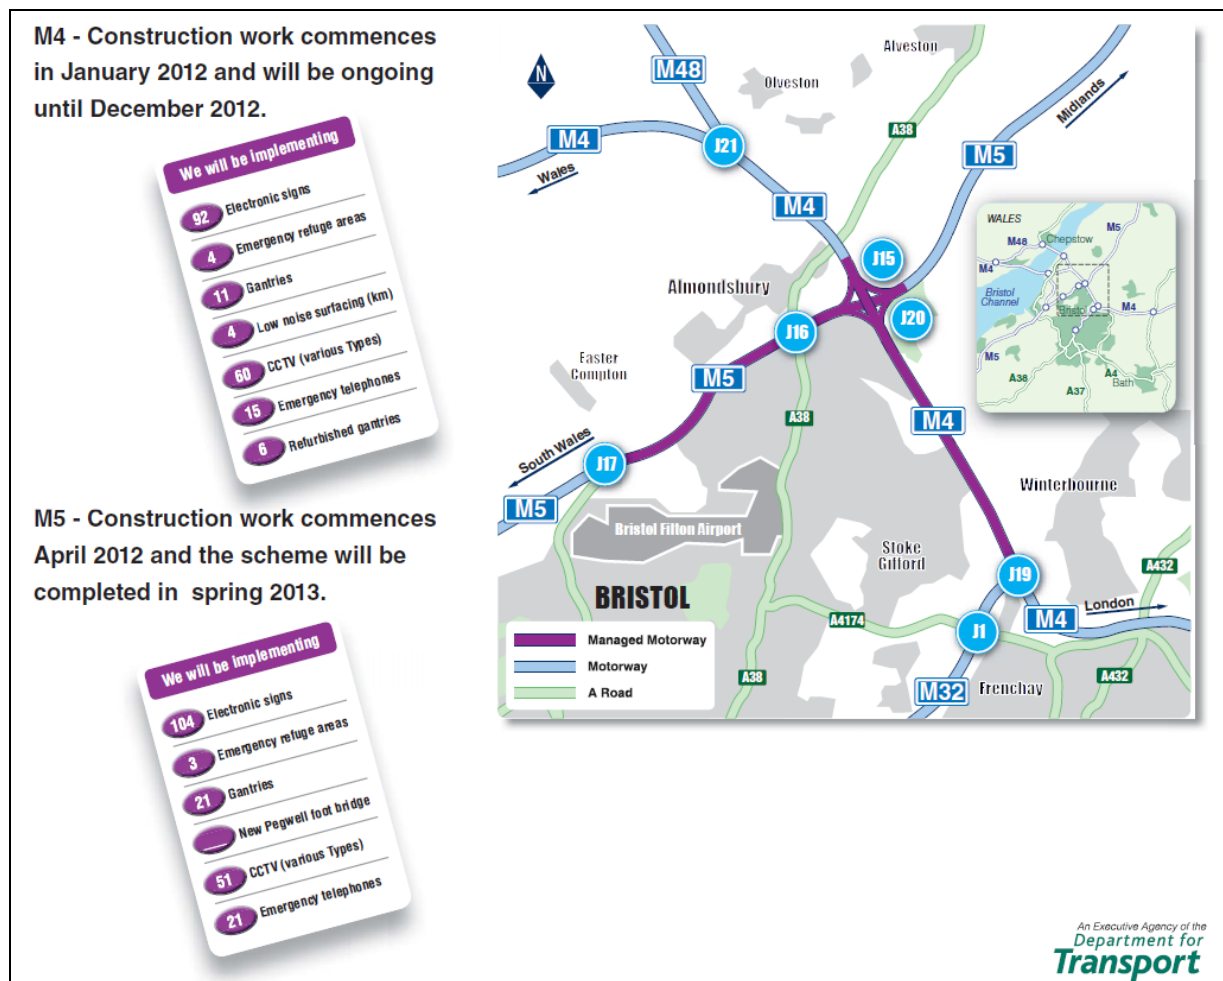 M4 - Construction work commences
in January 2012 and will be ongoing
until December 2012.
We will be implementing
92 Electronic signs
4 Emergency refuge areas
11 Gantries
4 Low noise surfacing (km)
60 CCTV (various Types)
15 Emergency telephones
6 Refurbished gantries
M5 - Construction work commences
April 2012 and the scheme will be
completed in spring 2013.
We will be implementing
104 Electronic signs
3 Emergency refuge areas
21 Gantries
___ New Pegwell foot bridge
51 CCTV (various Types)
21 Emergency telephones
N
M48
Alveston
Olveston
Midlands
M4
J21
A38
M5
Wales
M4
J15
Almondsbury
J16
J20
Easter
Compton
M5
A38
M4
South Wales
J17
M5
Bristol Filton Airport
Winterbourne
Stoke
Gifford
BRISTOL
J19
A432
A4174
J1
M4
London
A38
M32
Frenchay
A432
Managed Motorway
Motorway
A Road
WALES
M5
M48
Chepstow
M4
Bristol
Channel
Bristol
M4
M5
A38
A37
A4
Bath
An Executive Agency of the
Department for
Transport